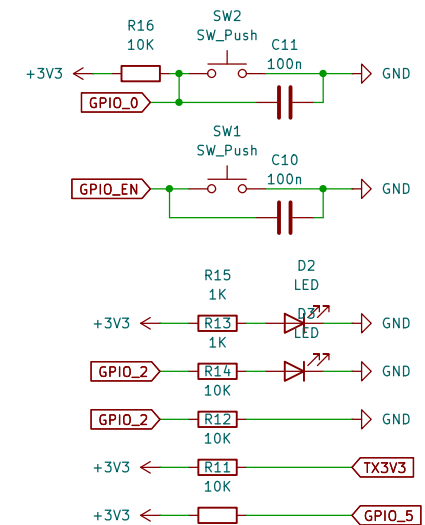 SW2
R16
SW_Push
C11
10K
100n
+3V3
GND
GPIO_0
SW1
SW_Push
C10
100n
GPIO_EN
GND
D2
R15
LED
1K
D3
+3V3
R13
LED
GND
1K
GPIO_2
R14
GND
10K
GPIO_2
R12
GND
10K
+3V3
R11
TX3V3
10K
+3V3
GPIO_5